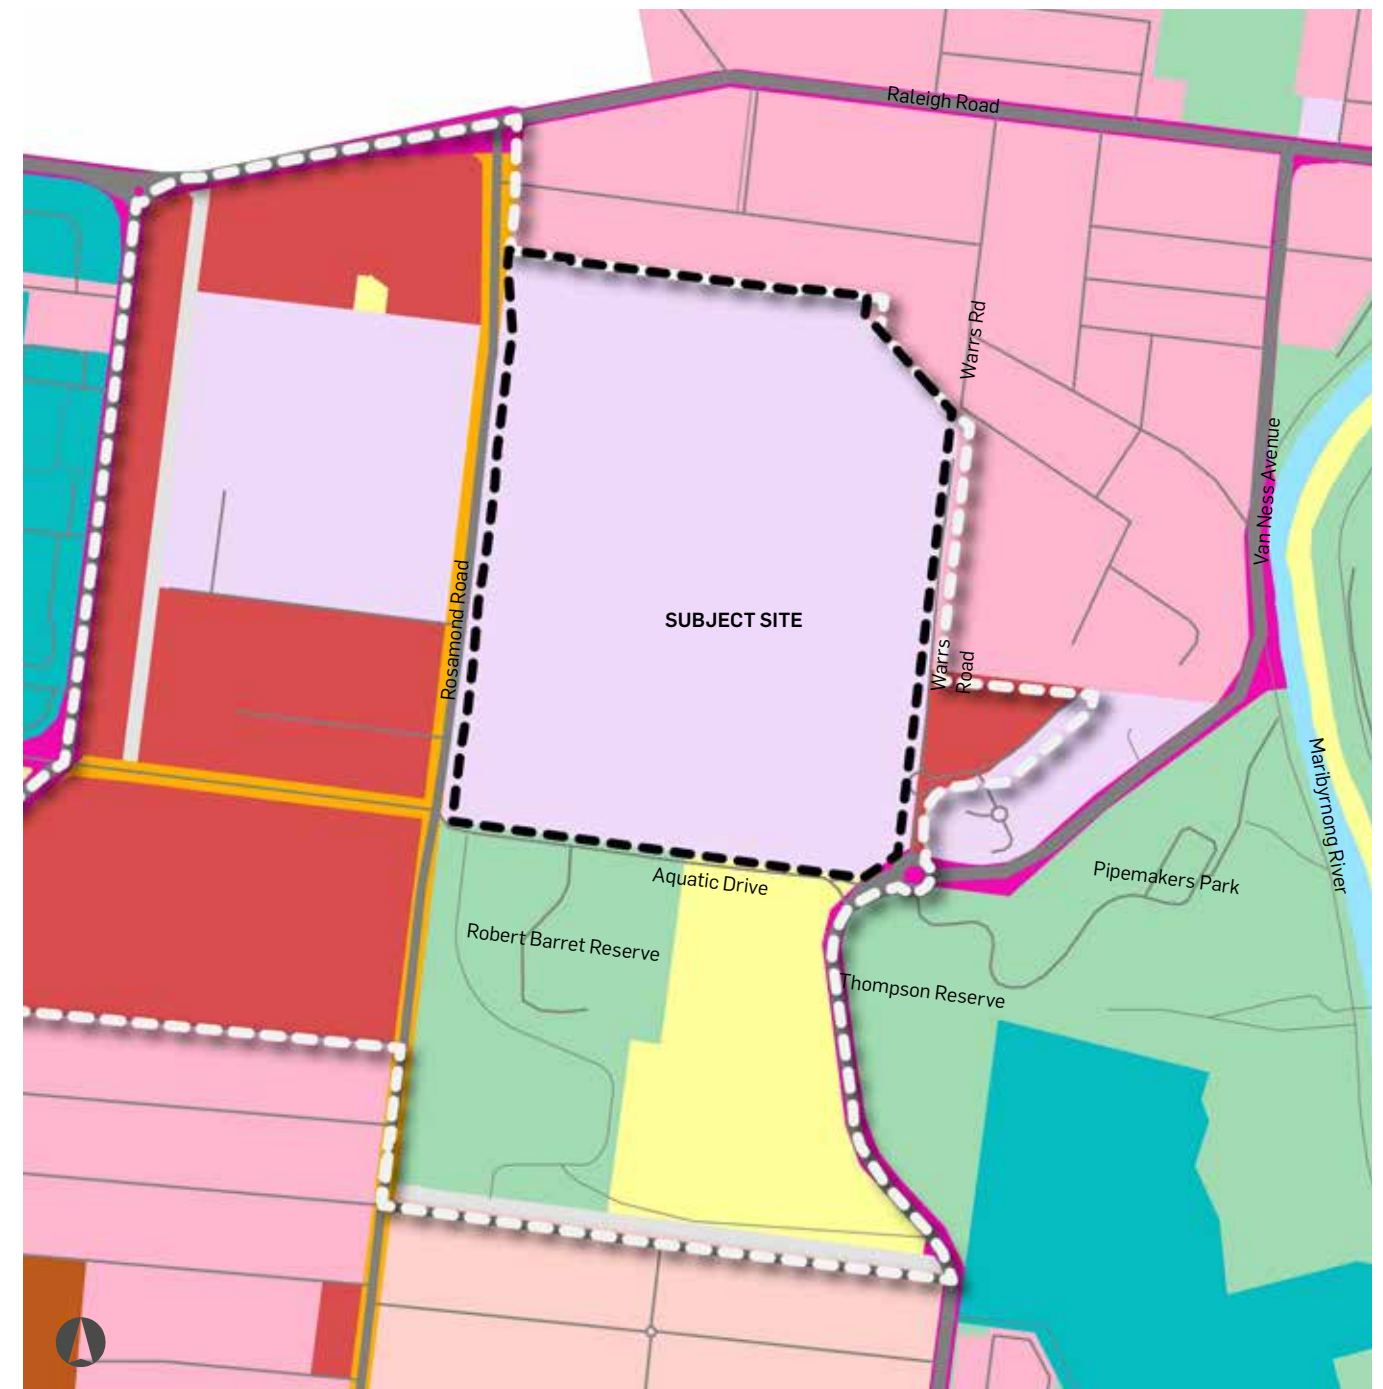 Raleigh Road
Warrs Rd
Van Ness Avenue
Rosamond Road
SUBJECT SITE
Warrs
Road
Maribyrnong River
Aquatic Drive
Pipemakers Park
Robert Barret Reserve
Thompson Reserve